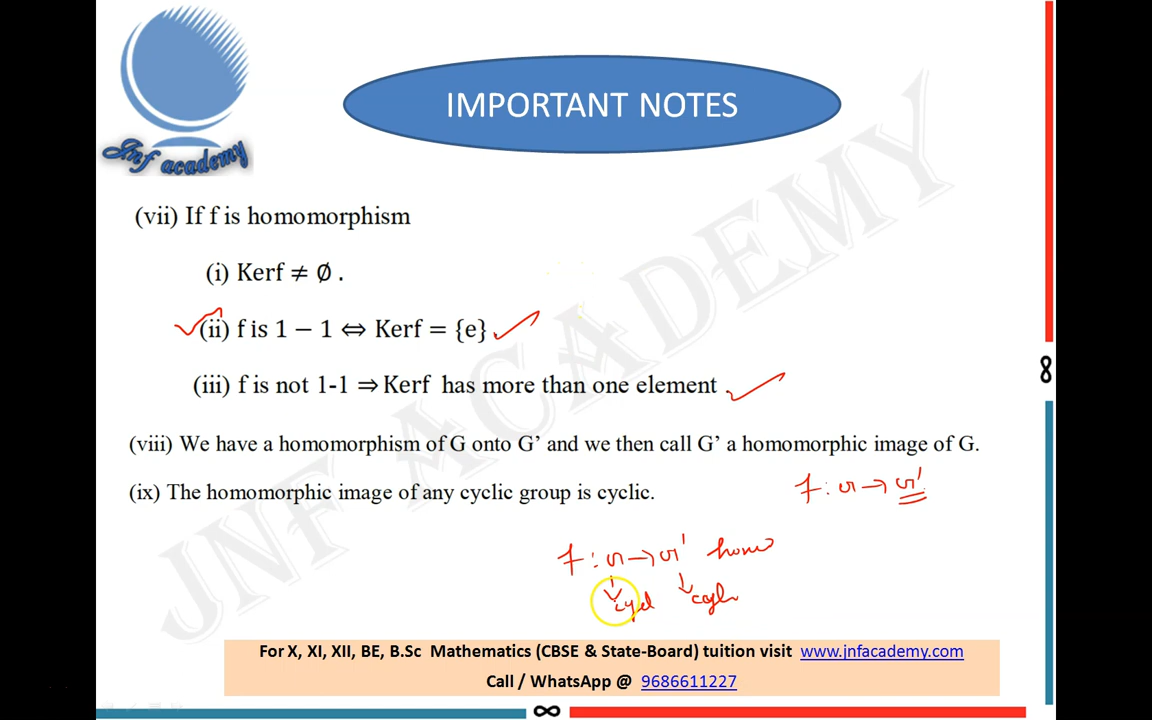 Jnf academy
IMPORTANT NOTES
JNF ACADEMY
(vii) If f is homomorphism
(i) Kerf ≠ ∅ .
(ii) f is 1 − 1 ⇔ Kerf = {e}
(iii) f is not 1-1 ⇒ Kerf has more than one element
8
(viii) We have a homomorphism of G onto G’ and we then call G’ a homomorphic image of G.
(ix) The homomorphic image of any cyclic group is cyclic.
f: G → G'
f: G → G' homo
For X, XI, XII, BE, B.Sc Mathematics (CBSE & State-Board) tuition visit www.jnfacademy.com
Call / WhatsApp @ 9686611227
∞